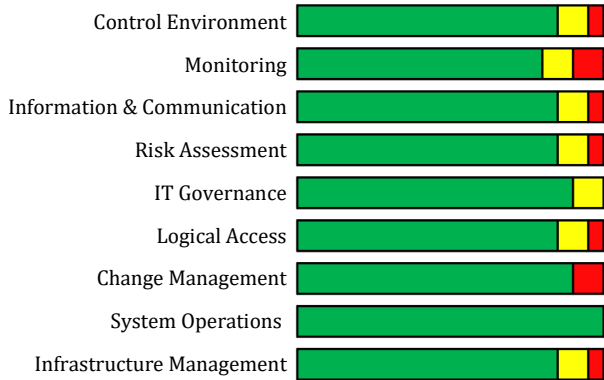 Control Environment
Monitoring
Information & Communication
Risk Assessment
IT Governance
Logical Access
Change Management
System Operations
Infrastructure Management